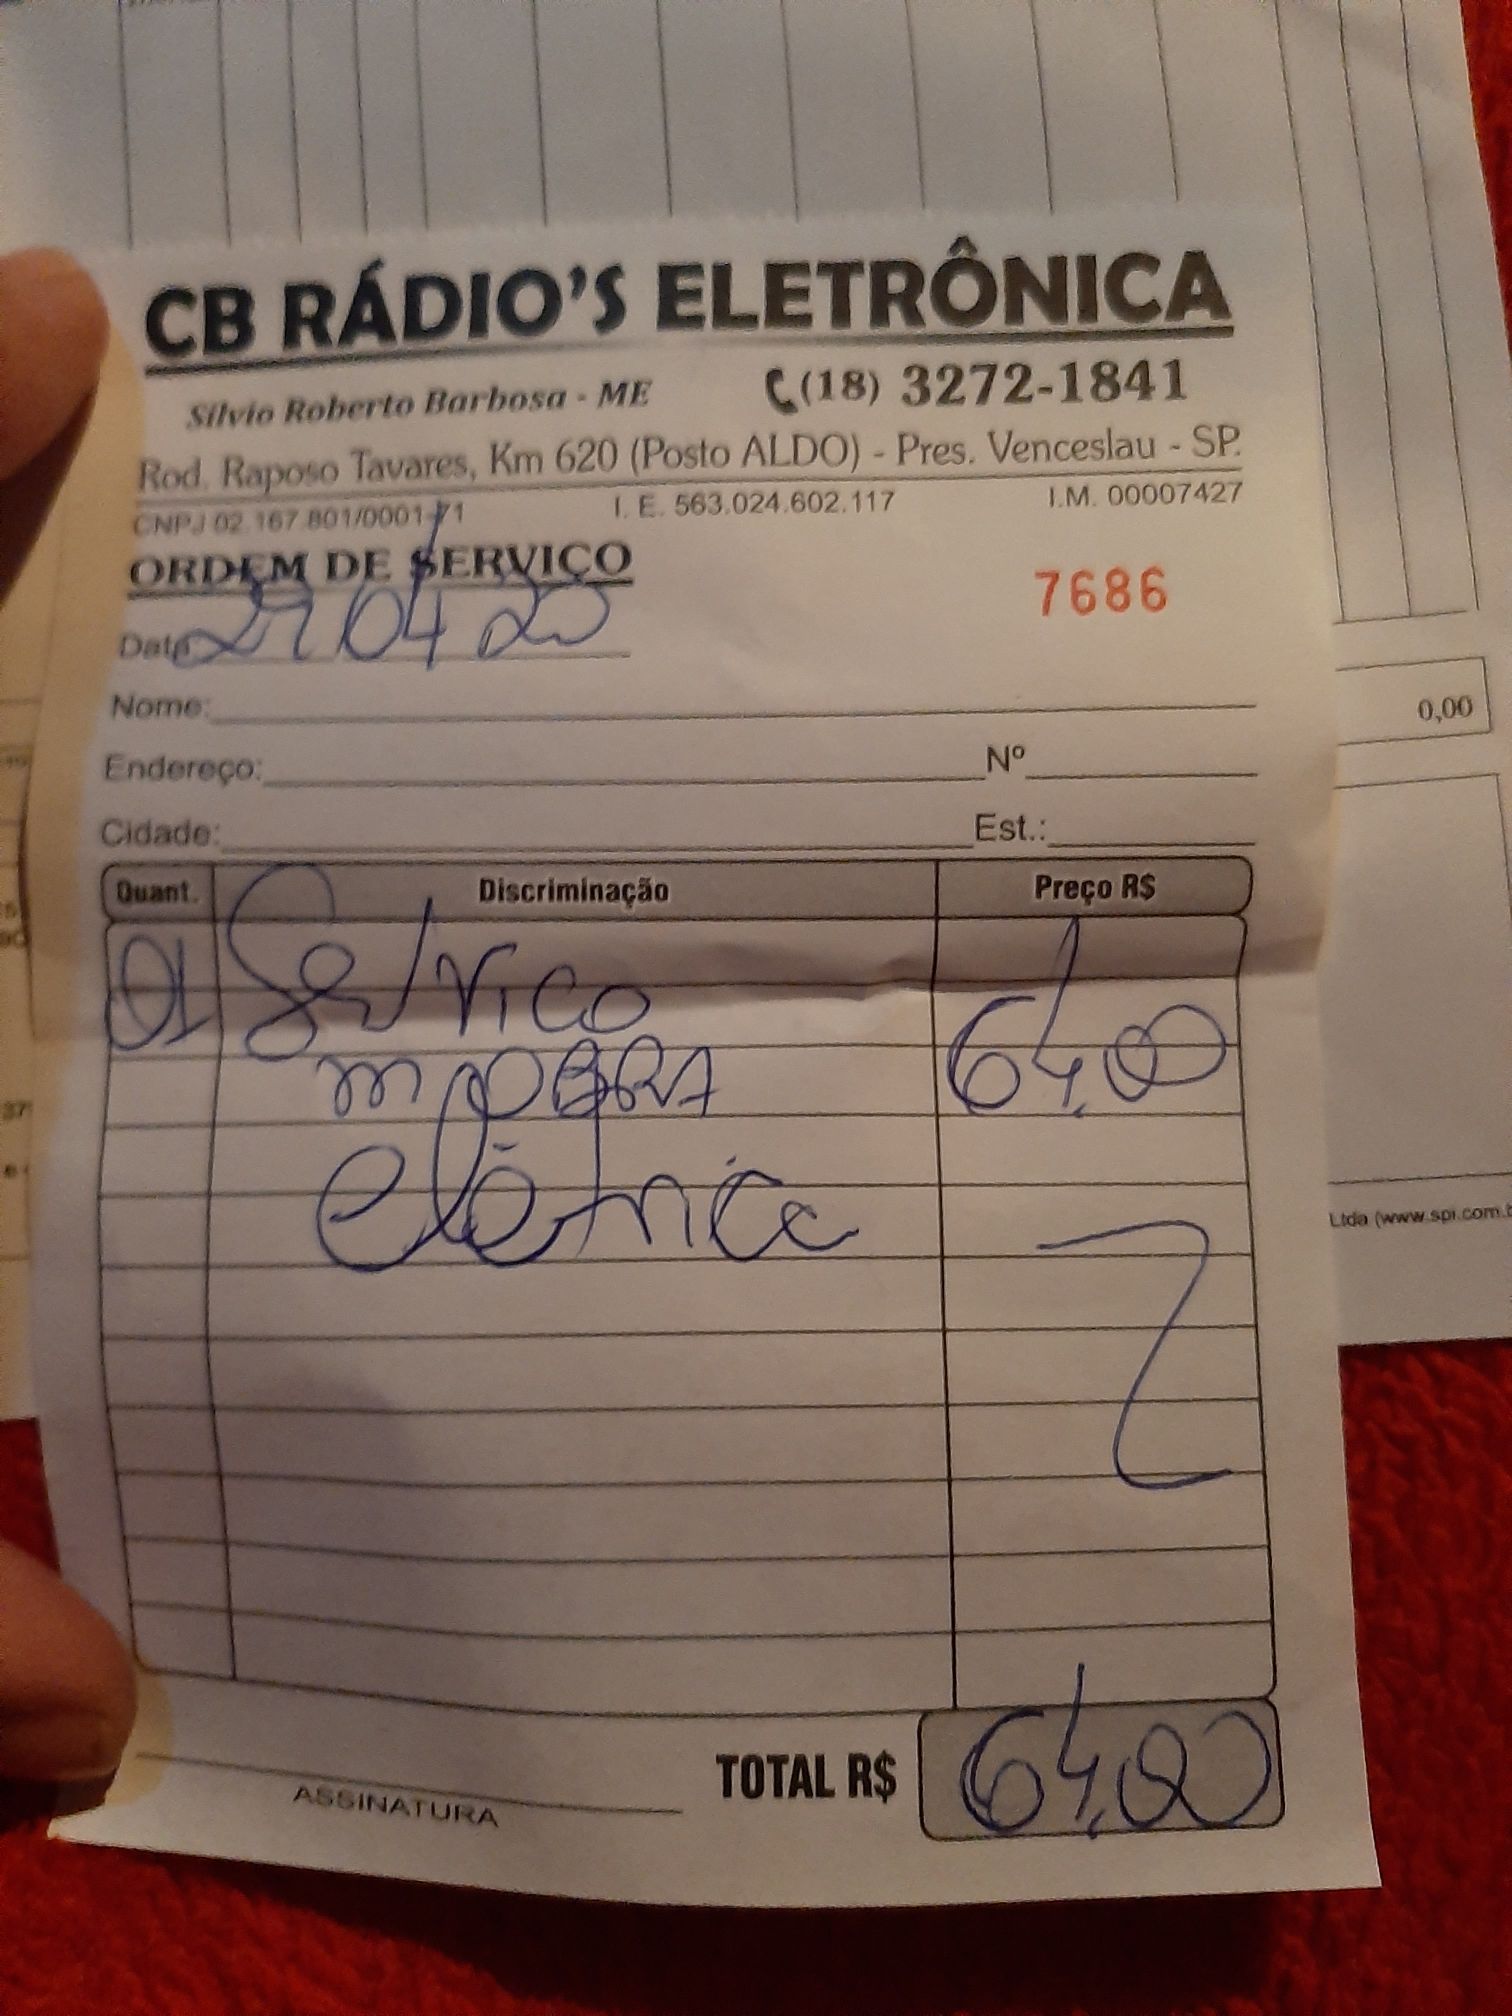 CB RÁDIO'S ELETRÔNICA
Silvio Roberto Barbosa - ME (18) 3272-1841
Rod. Raposo Tavares, Km 620 (Posto ALDO) - Pres. Venceslau - SP.
CNPJ 02.167.801/0001-71 I. E. 563.024.602.117 I.M. 00007427
ORDEM DE SERVIÇO
7686
Data 27 04 20
Nome:
0,00
Endereço: Nº
Cidade: Est.:
Quant. Discriminação Preço R$
01 Servico 64,00
m OBRA
elétrica
Ltda (www.spi.com.b
TOTAL R$ 64,00
ASSINATURA